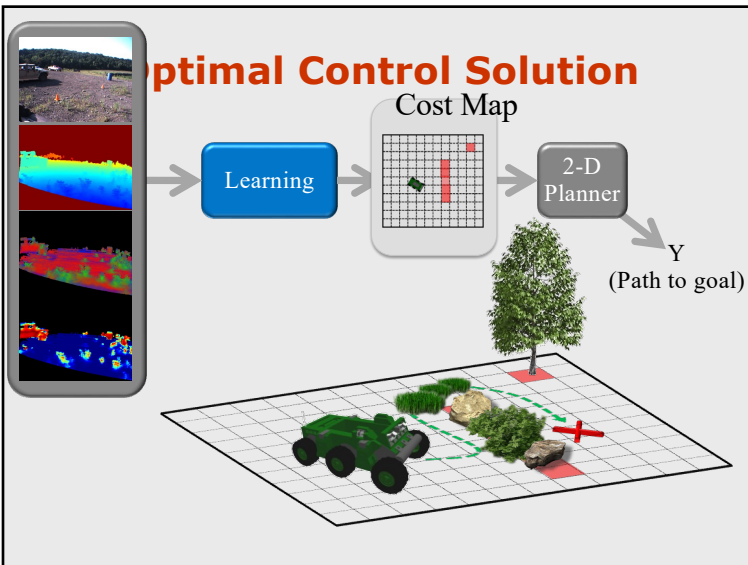 ptimal Control Solution
Cost Map
Learning
2-D
Planner
Y
(Path to goal)